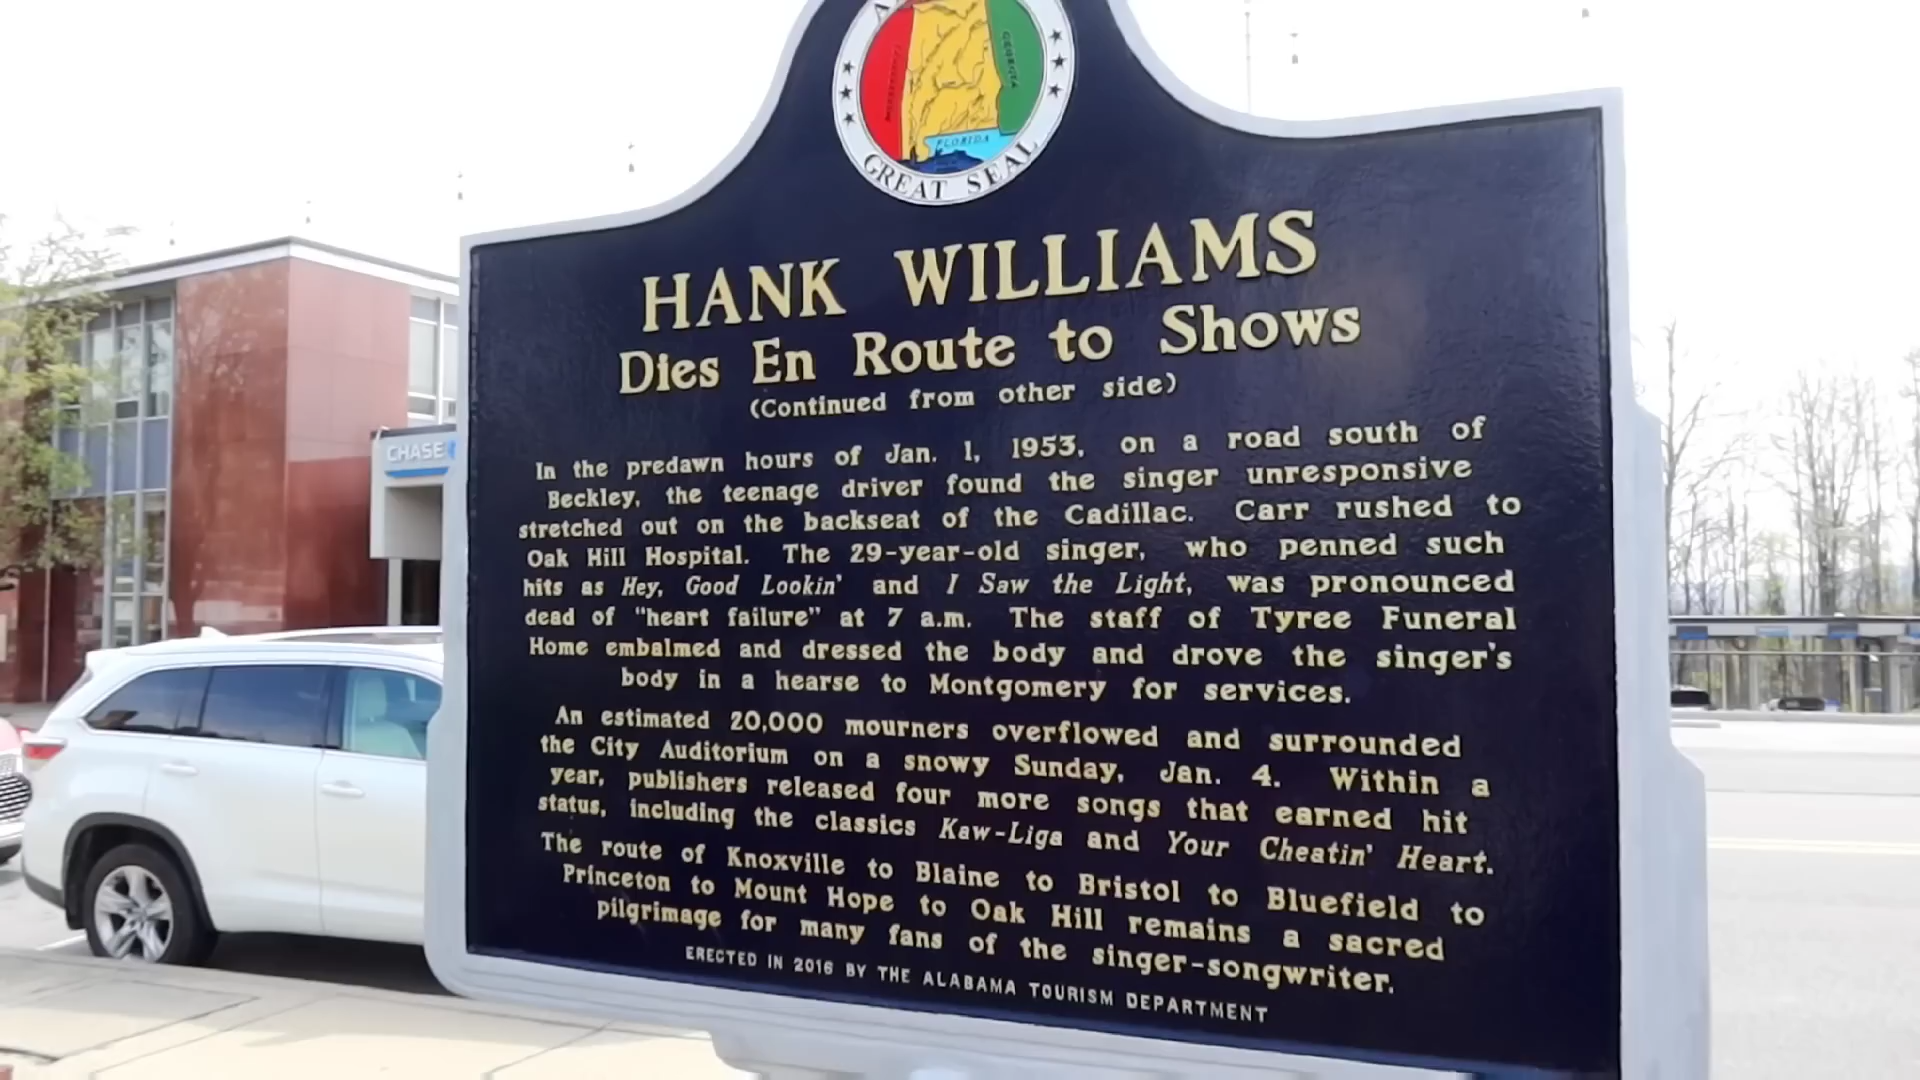 GEORGIA
FLORIDA
GREAT SEAL
HANK WILLIAMS
Dies En Route to Shows
(Continued from other side)
In the predawn hours of Jan. 1, 1953, on a road south of
Beckley, the teenage driver found the singer unresponsive
stretched out on the backseat of the Cadillac. Carr rushed to
Oak Hill Hospital. The 29-year-old singer, who penned such
hits as Hey, Good Lookin' and I Saw the Light, was pronounced
dead of "heart failure" at 7 a.m. The staff of Tyree Funeral
Home embalmed and dressed the body and drove the singer's
body in a hearse to Montgomery for services.
An estimated 20,000 mourners overflowed and surrounded
the City Auditorium on a snowy Sunday, Jan. 4. Within a
year, publishers released four more songs that earned hit
status, including the classics Kaw-Liga and Your Cheatin' Heart.
The route of Knoxville to Blaine to Bristol to Bluefield to
Princeton to Mount Hope to Oak Hill remains a sacred
pilgrimage for many fans of the singer-songwriter.
ERECTED IN 2016 BY THE ALABAMA TOURISM DEPARTMENT
CHASE